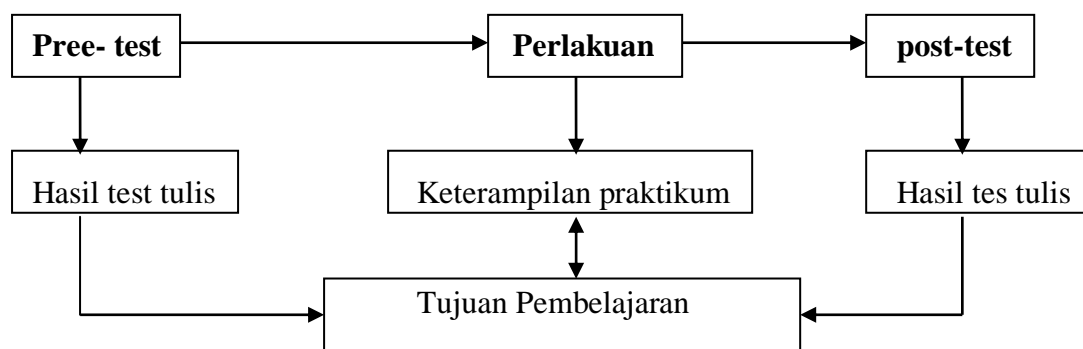 Pree- test Perlakuan post-test
Hasil test tulis Keterampilan praktikum Hasil tes tulis
Tujuan Pembelajaran